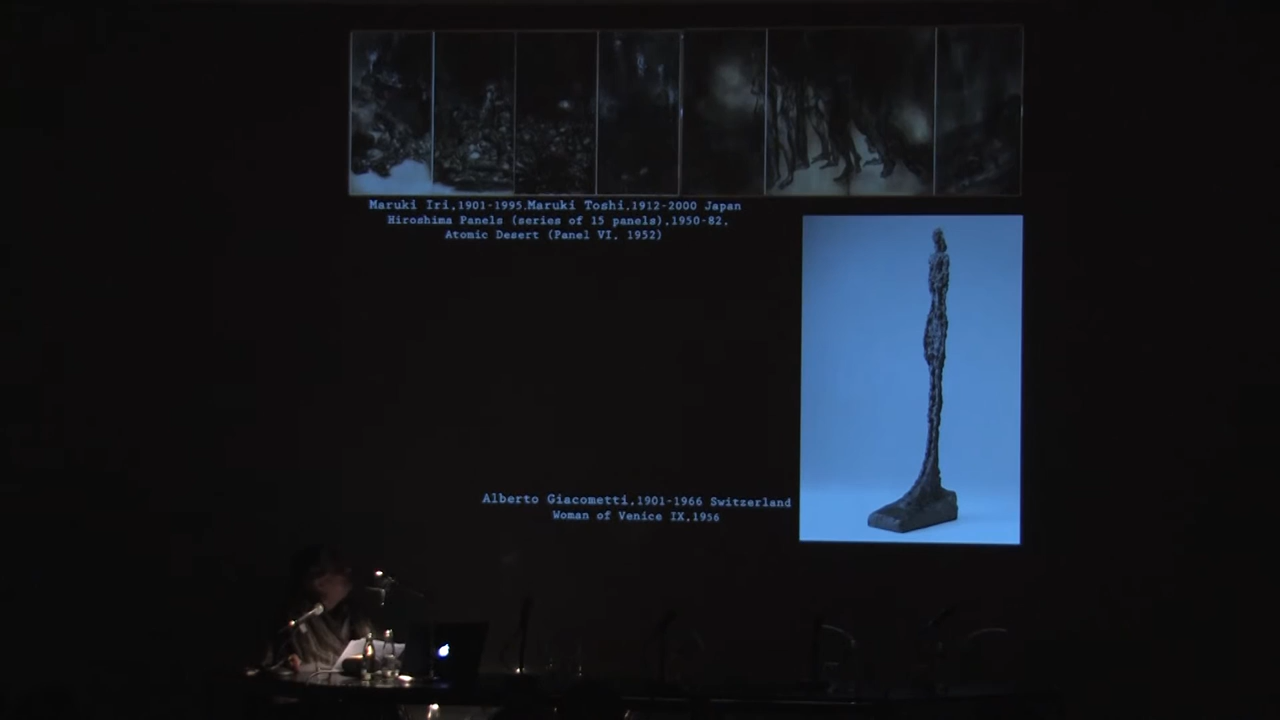 Maruki Iri,1901-1995.Maruki Toshi,1912-2000 Japan
Hiroshima Panels (series of 15 panels),1950-82,
Atomic Desert (Panel VI, 1952)
Alberto Giacometti,1901-1966 Switzerland
Woman of Venice IX,1956